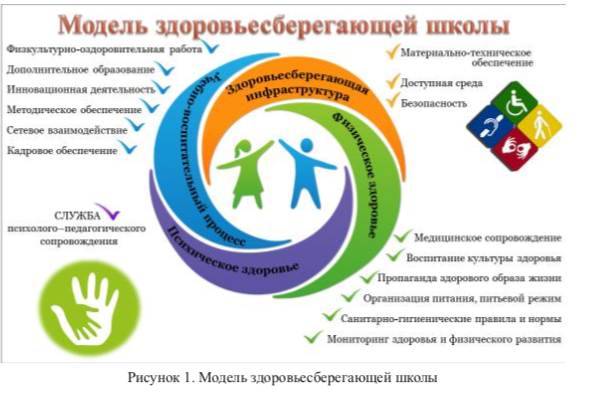 Модель здоровьесберегающей школы
Физкультурно-оздоровительная работа
Дополнительное образование
Инновационная деятельность
Методическое обеспечение
Сетевое взаимодействие
Кадровое обеспечение
Материально-техническое
обеспечение
Доступная среда
Безопасность
Здоровьесберегающая
инфраструктура
Учебно-воспитательный процесс
Физическое здоровье
Психическое здоровье
СЛУЖБА
психолого–педагогического
сопровождения
Медицинское сопровождение
Воспитание культуры здоровья
Пропаганда здорового образа жизни
Организация питания, питьевой режим
Санитарно-гигиенические правила и нормы
Мониторинг здоровья и физического развития
Рисунок 1. Модель здоровьесберегающей школы